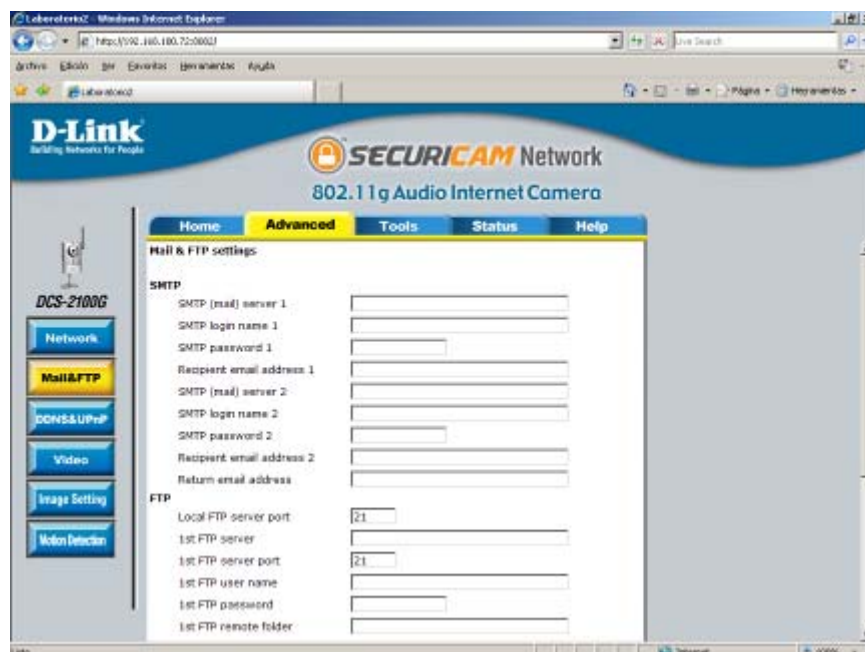 Laboratorio2 - Windows Internet Explorer
Live Search
Archivo Edición Ver Favoritos Herramientas Ayuda
Laboratorio2
Página
Herramientas
D-Link
Building Networks for People
SECURICAM Network
802.11g Audio Internet Camera
Home Advanced Tools Status Help
DCS-2100G
Network
Mail&FTP
DDNS&UPnP
Video
Image Setting
Motion Detection
Mail & FTP settings
SMTP
SMTP (mail) server 1
SMTP login name 1
SMTP password 1
Recipient email address 1
SMTP (mail) server 2
SMTP login name 2
SMTP password 2
Recipient email address 2
Return email address
FTP
Local FTP server port 21
1st FTP server
1st FTP server port 21
1st FTP user name
1st FTP password
1st FTP remote folder
Internet